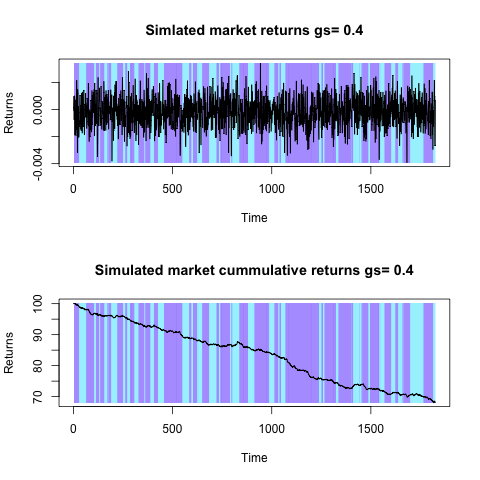 Simlated market returns gs= 0.4
Returns
0.000
-0.004
0
500
1000
1500
Time
Simulated market cummulative returns gs= 0.4
Returns
100
90
80
70
0
500
1000
1500
Time